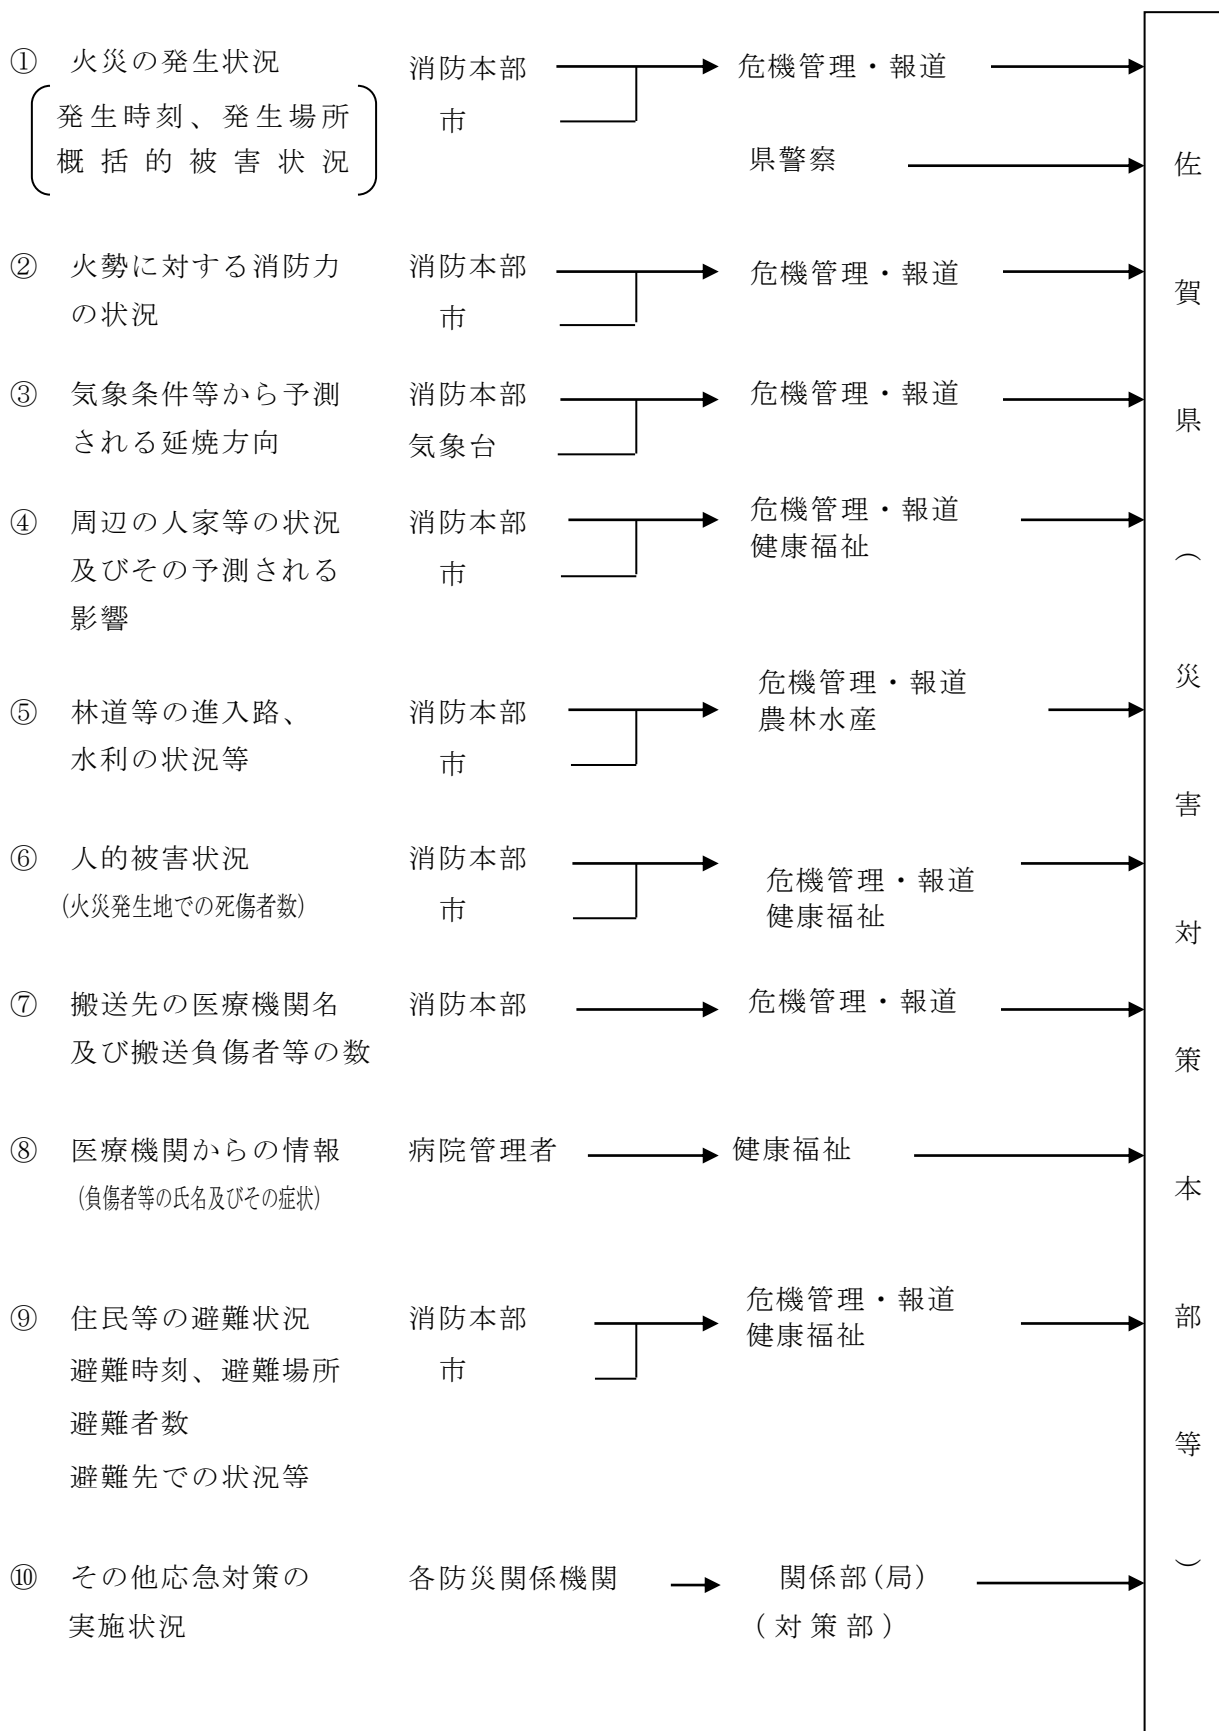 ① 火災の発生状況 消防本部 危機管理・報道
発生時刻、発生場所 市
概括的被害状況 県警察
② 火勢に対する消防力 消防本部 危機管理・報道
の状況 市
③ 気象条件等から予測 消防本部 危機管理・報道
される延焼方向 気象台
④ 周辺の人家等の状況 消防本部 危機管理・報道
健康福祉
及びその予測される 市
影響
危機管理・報道
⑤ 林道等の進入路、 消防本部 農林水産
水利の状況等 市
⑥ 人的被害状況 消防本部 危機管理・報道
(火災発生地での死傷者数) 市 健康福祉
⑦ 搬送先の医療機関名 消防本部 危機管理・報道
及び搬送負傷者等の数
⑧ 医療機関からの情報 病院管理者 健康福祉
(負傷者等の氏名及びその症状)
危機管理・報道
⑨ 住民等の避難状況 消防本部 健康福祉
避難時刻、避難場所 市
避難者数
避難先での状況等
⑩ その他応急対策の 各防災関係機関 関係部(局)
実施状況 (対策部)
佐賀県(災害対策本部等)